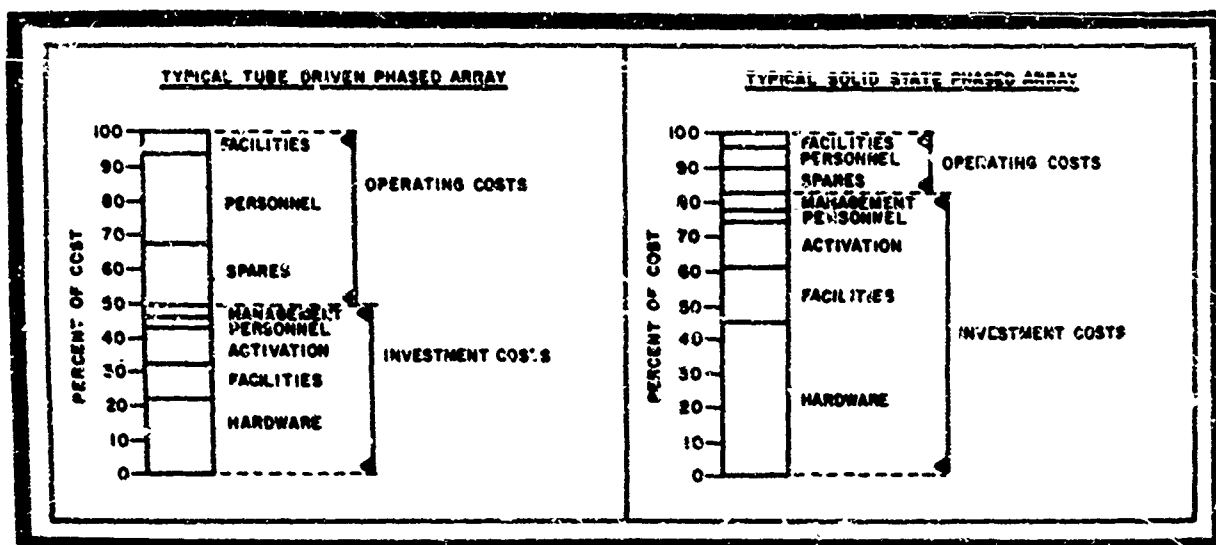 TYPICAL TUBE DRIVEN PHASED ARRAY
100
90
80
70
60
50
40
30
20
10
0
PERCENT OF COST
FACILITIES
PERSONNEL
SPARES
MANAGEMENT
PERSONNEL
ACTIVATION
FACILITIES
HARDWARE
OPERATING COSTS
INVESTMENT COSTS
TYPICAL SOLID STATE PHASED ARRAY
100
90
80
70
60
50
40
30
20
10
0
PERCENT OF COST
FACILITIES
PERSONNEL
SPARES
MANAGEMENT
PERSONNEL
ACTIVATION
FACILITIES
HARDWARE
OPERATING COSTS
INVESTMENT COSTS